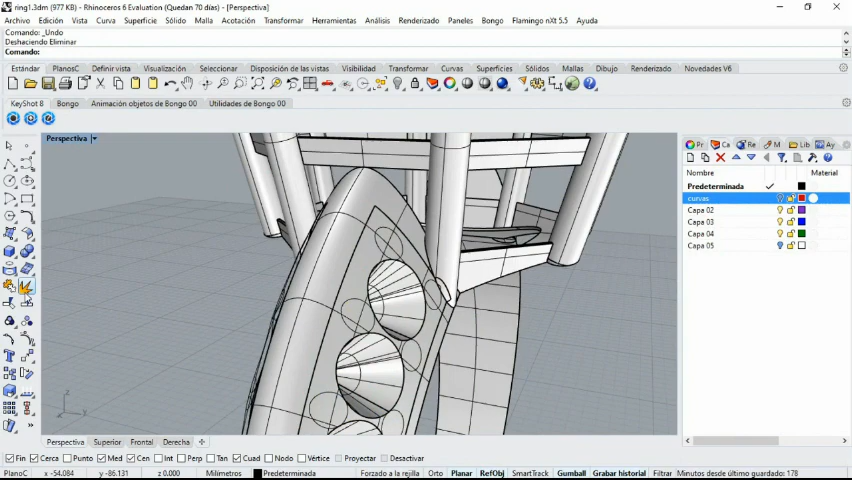 ring1.3dm (977 KB) - Rhinoceros 6 Evaluation (Quedan 70 días) - [Perspectiva]
Archivo Edición Vista Curva Superficie Sólido Malla Acotación Transformar Herramientas Análisis Renderizado Paneles Bongo Flamingo nXt 5.5 Ayuda
Comando: _Undo
Deshaciendo Eliminar
Comando:
Estándar PlanosC Definir vista Visualización Seleccionar Disposición de las vistas Visibilidad Transformar Curvas Superficies Sólidos Mallas Dibujo Renderizado Novedades V6
KeyShot 8 Bongo Animación objetos de Bongo 00 Utilidades de Bongo 00
Perspectiva
Pr Ca Re M Lib Ay
Nombre Material
Predeterminada
curvas
Capa 02
Capa 03
Capa 04
Capa 05
z
x
Perspectiva Superior Frontal Derecha
Fin Cerca Punto Med Cen Int Perp Tan Cuad Nodo Vértice Proyectar Desactivar
PlanoC x -54.084 y -86.131 z 0.000 Milímetros Predeterminada Forzado a la rejilla Orto Planar RefObj SmartTrack Gumball Grabar historial Filtrar Minutos desde último guardado: 178